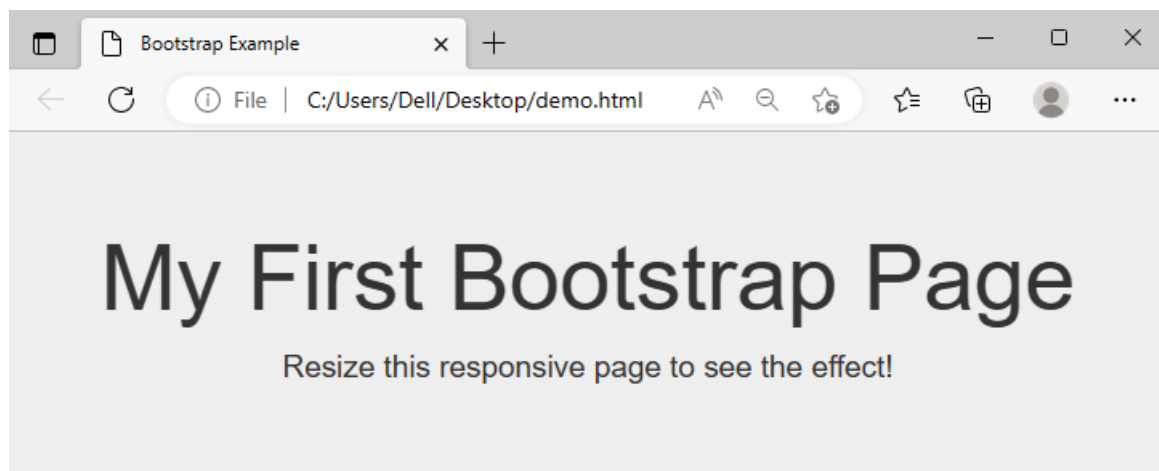 Bootstrap Example
File | C:/Users/Dell/Desktop/demo.html
My First Bootstrap Page
Resize this responsive page to see the effect!